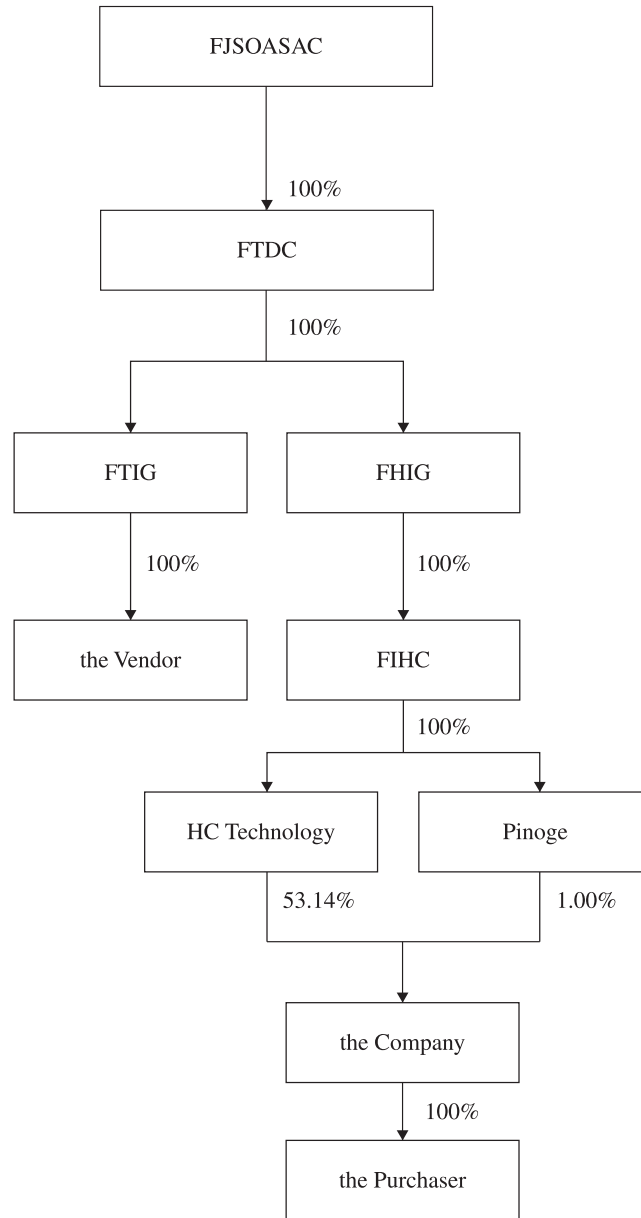 FJSOASAC
100%
FTDC
100%
FTIG
FHIG
100%
100%
the Vendor
FIHC
100%
HC Technology
Pinoge
53.14%
1.00%
the Company
100%
the Purchaser